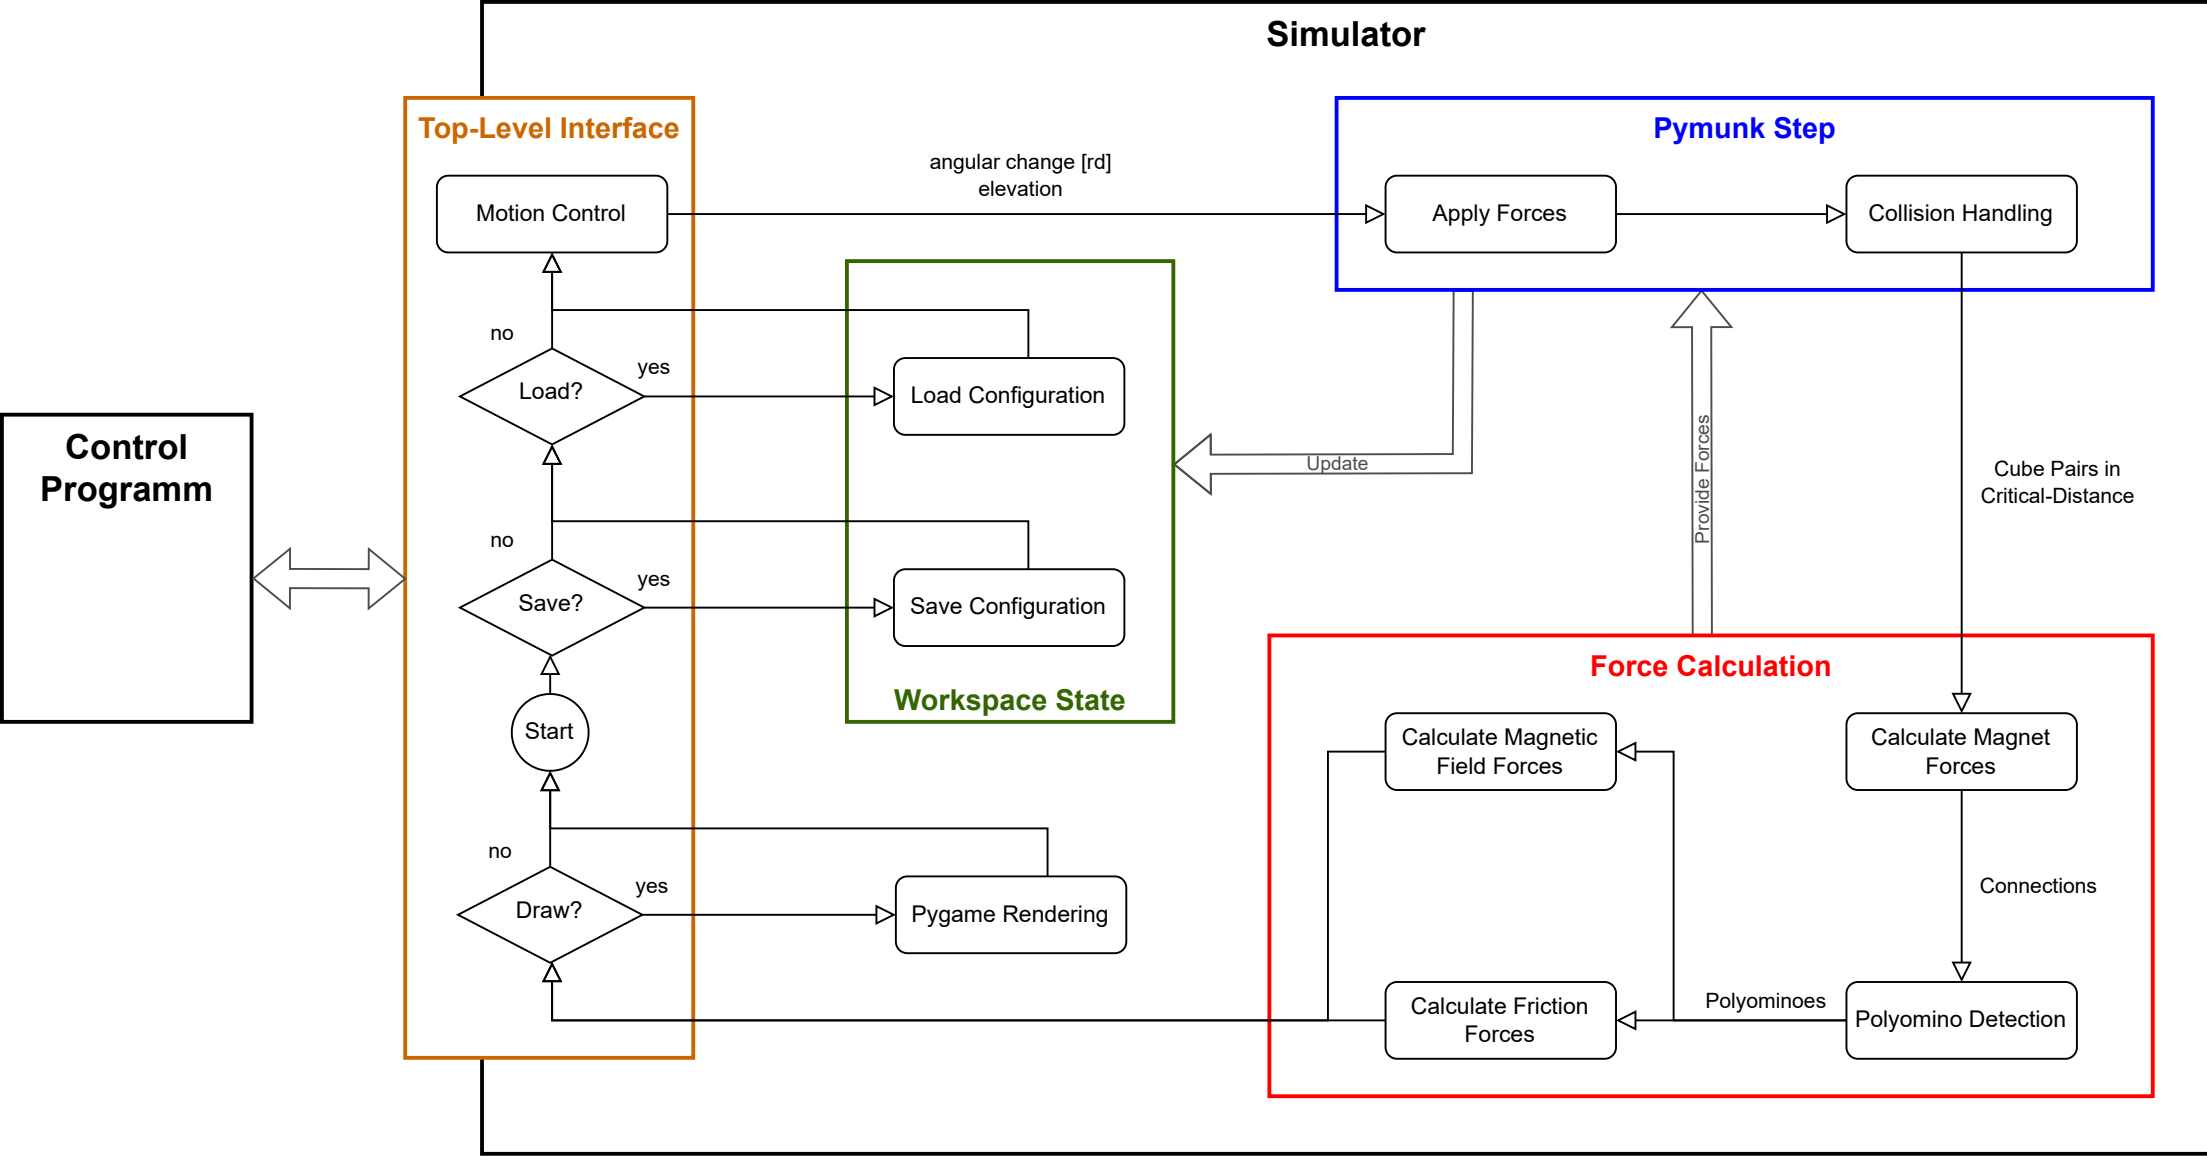 Simulator
Top-Level Interface
Pymunk Step
angular change [rd]
elevation
Motion Control
Apply Forces
Collision Handling
no
yes
Load?
Load Configuration
Control
Programm
Update
Provide Forces
Cube Pairs in
Critical-Distance
no
yes
Save?
Save Configuration
Force Calculation
Workspace State
Start
Calculate Magnetic
Field Forces
Calculate Magnet
Forces
no
yes
Draw?
Pygame Rendering
Connections
Polyominoes
Calculate Friction
Forces
Polyomino Detection